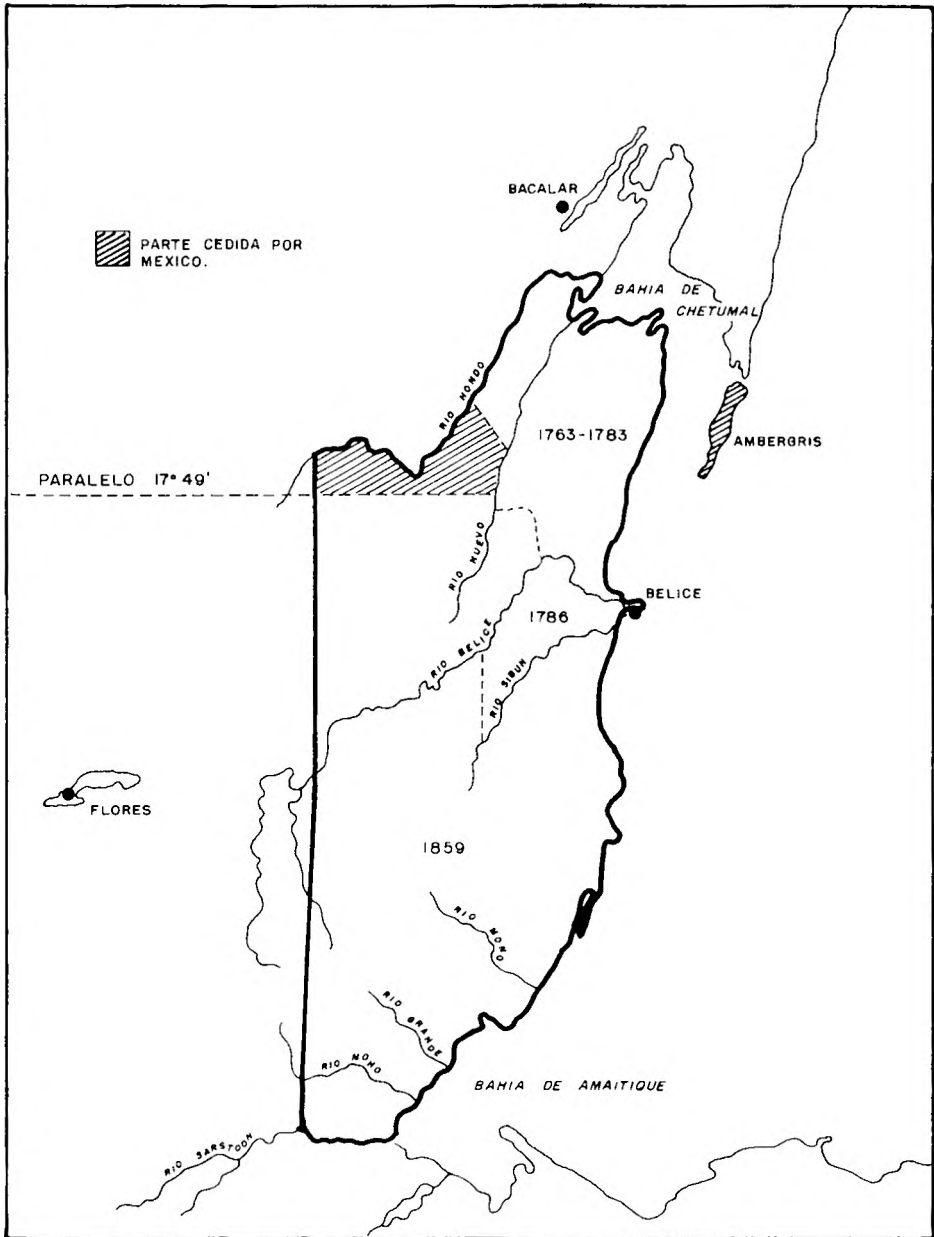 BACALAR
PARTE CEDIDA POR
MEXICO.
BAHIA DE
CHETUMAL
RIO HONDO
1763-1783
AMBERGRIS
PARALELO 17° 49'
RIO NUEVO
BELICE
1786
RIO BELICE
RIO SIBUN
FLORES
1859
RIO MONO
RIO GRANDE
RIO MOHO
BAHIA DE AMAITIQUE
RIO SARSTOON